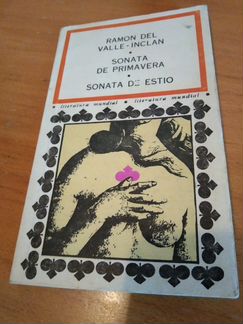 RAMON DEL
VALLE-INCLAN
SONATA
DE PRIMAVERA
SONATA DE ESTIO
literatura mundial • literatura mundial